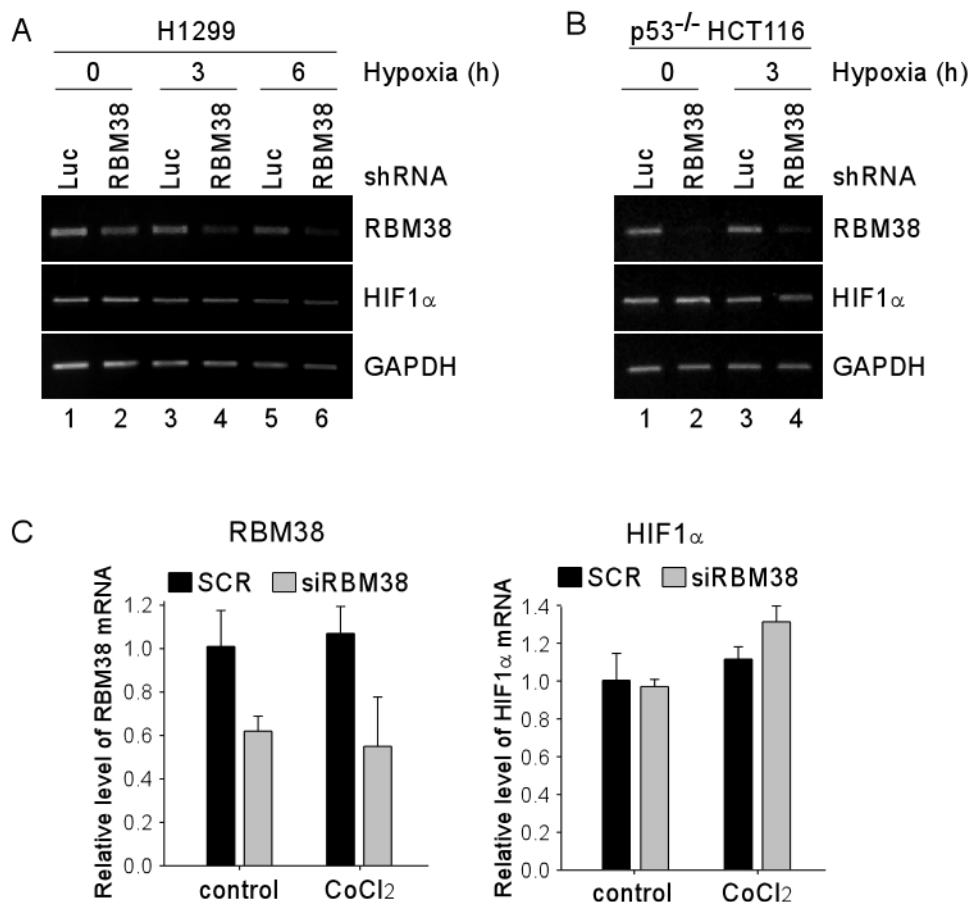 A
H1299
0 3 6 Hypoxia (h)
Luc RBM38 Luc RBM38 Luc RBM38 shRNA
RBM38
HIF1α
GAPDH
1 2 3 4 5 6
B
p53-/- HCT116
0 3 Hypoxia (h)
Luc RBM38 Luc RBM38 shRNA
RBM38
HIF1α
GAPDH
1 2 3 4
C
RBM38
SCR siRBM38
Relative level of RBM38 mRNA
1.2
1.0
0.8
0.6
0.4
0.2
0.0
control CoCl2
HIF1α
SCR siRBM38
Relative level of HIF1α mRNA
1.4
1.2
1.0
0.8
0.6
0.4
0.2
0.0
control CoCl2